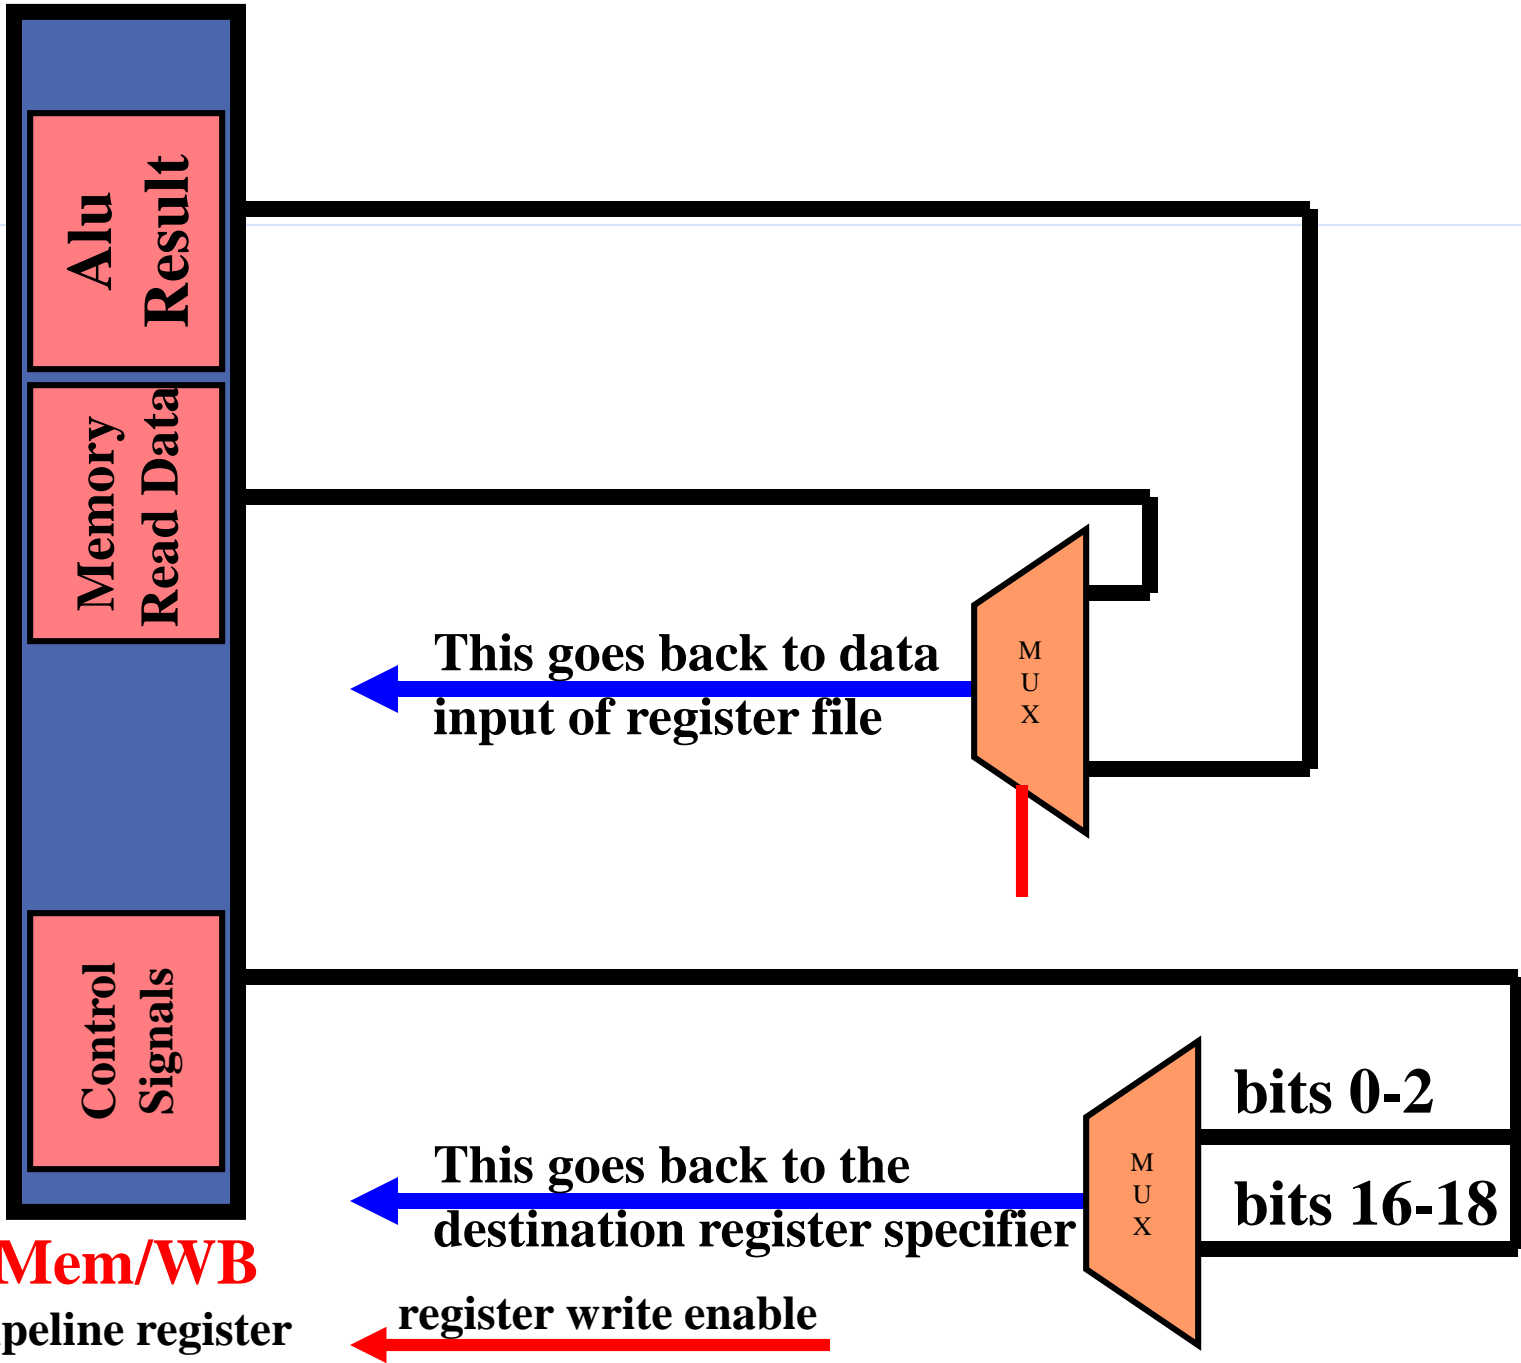 Alu
Result
Memory
Read Data
This goes back to data
input of register file
M
U
X
Control
Signals
bits 0-2
This goes back to the
destination register specifier
M
U
X
bits 16-18
Mem/WB
peline register
register write enable